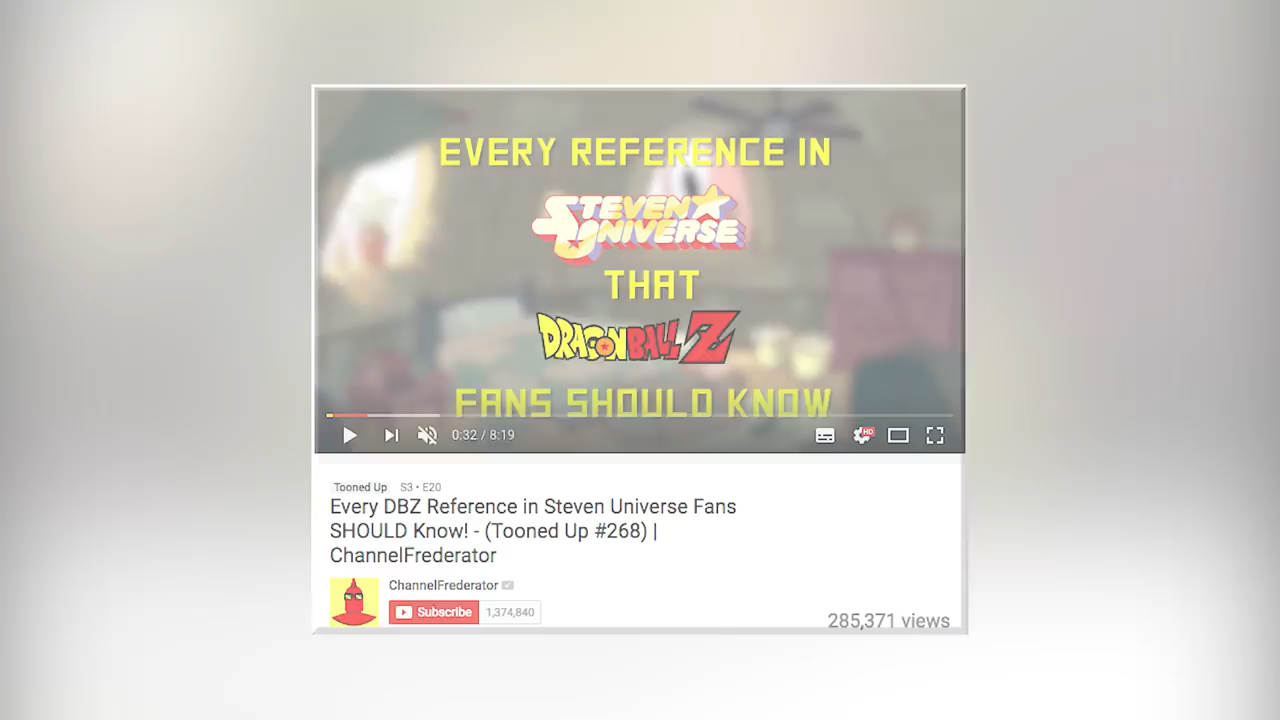 EVERY REFERENCE IN
STEVEN
UNIVERSE
THAT
DRAGON BALL Z
FANS SHOULD KNOW
0:32 / 8:19
HD
Tooned Up S3 • E20
Every DBZ Reference in Steven Universe Fans
SHOULD Know! - (Tooned Up #268) |
ChannelFrederator
ChannelFrederator
Subscribe 1,374,840
285,371 views